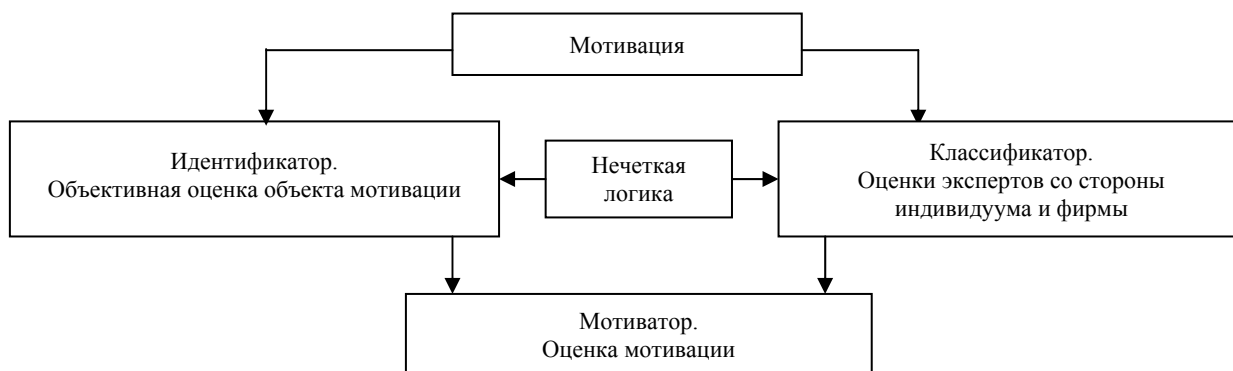 Мотивация
Идентификатор.
Объективная оценка объекта мотивации
Нечеткая
логика
Классификатор.
Оценки экспертов со стороны
индивидуума и фирмы
Мотиватор.
Оценка мотивации